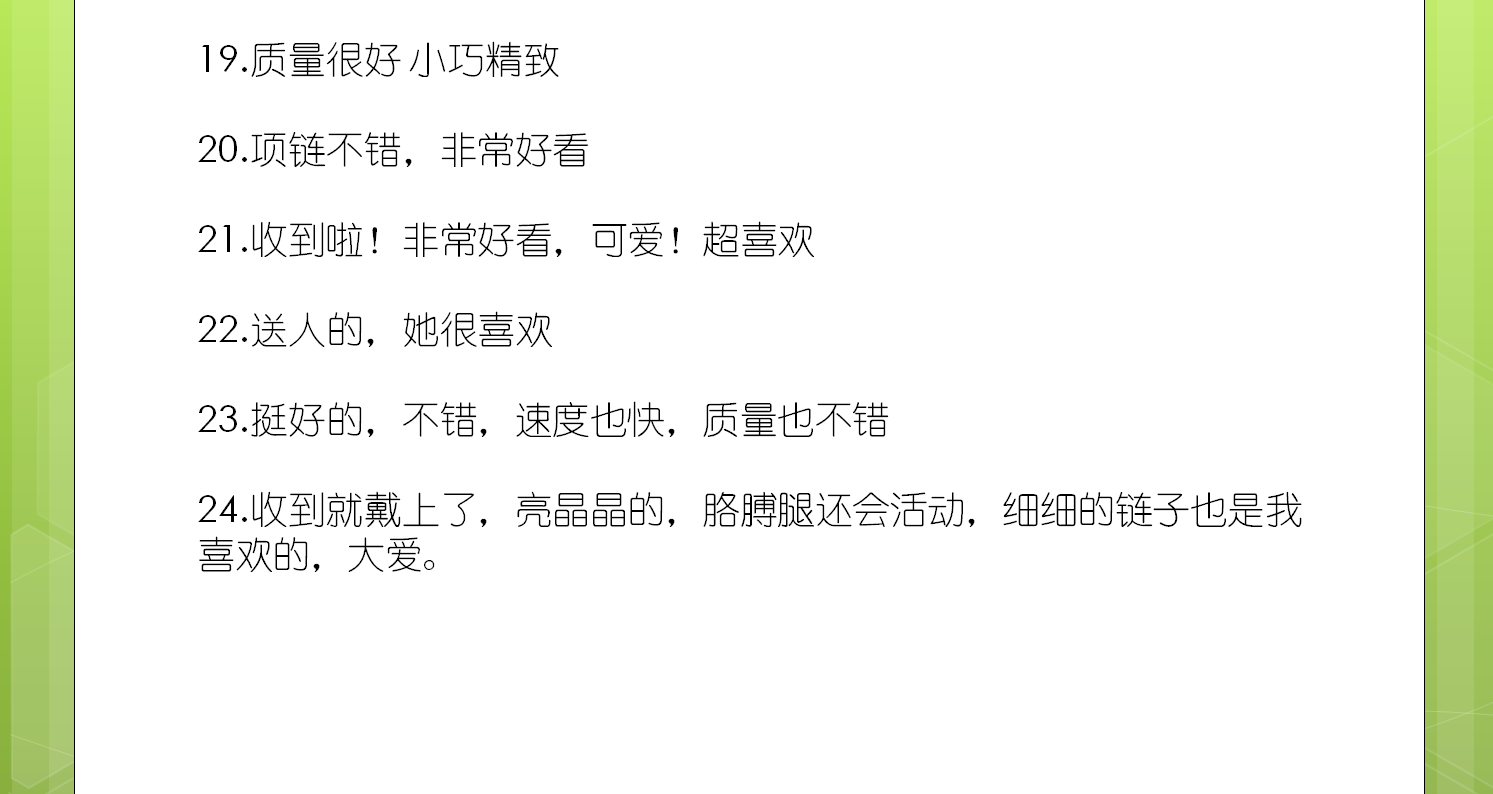 19.质量很好 小巧精致
20.项链不错，非常好看
21.收到啦！非常好看，可爱！超喜欢
22.送人的，她很喜欢
23.挺好的，不错，速度也快，质量也不错
24.收到就戴上了，亮晶晶的，胳膊腿还会活动，细细的链子也是我
喜欢的，大爱。